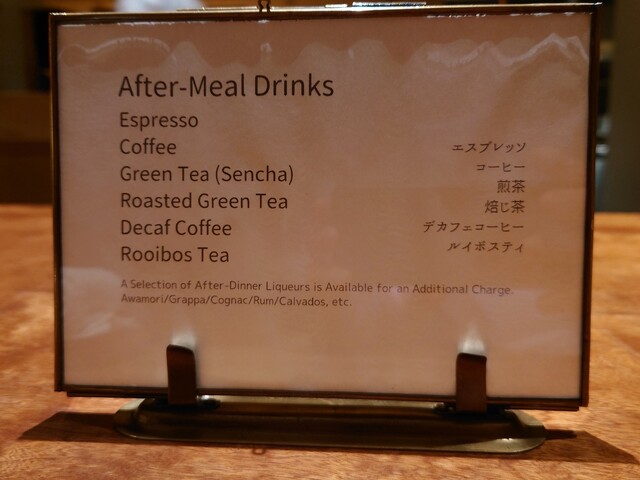 After-Meal Drinks
Espresso
Coffee
Green Tea (Sencha)
Roasted Green Tea
Decaf Coffee
Rooibos Tea
エスプレッソ
コーヒー
煎茶
焙じ茶
デカフェコーヒー
ルイボスティ
A Selection of After-Dinner Liqueurs is Available for an Additional Charge.
Awamori/Grappa/Cognac/Rum/Calvados, etc.